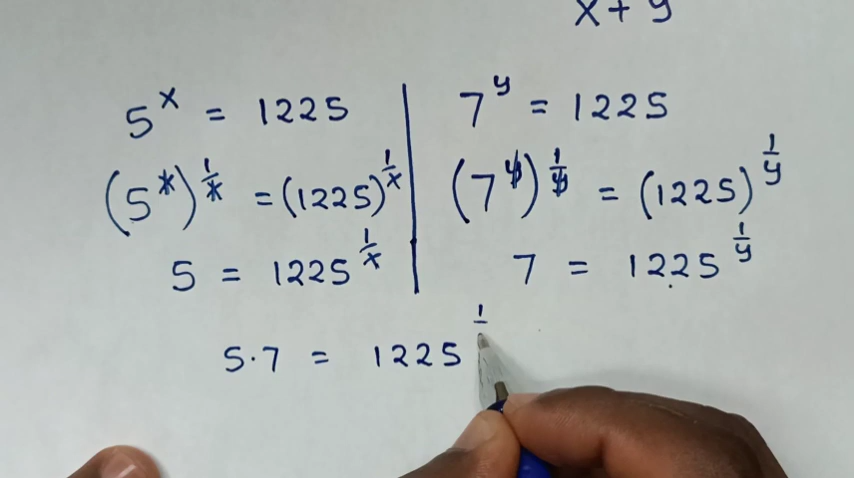 x + y
5^x = 1225 | 7^y = 1225
(5^x)^(1/x) = (1225)^(1/x) | (7^y)^(1/y) = (1225)^(1/y)
5 = 1225^(1/x) | 7 = 1225^(1/y)
5·7 = 1225^(1/